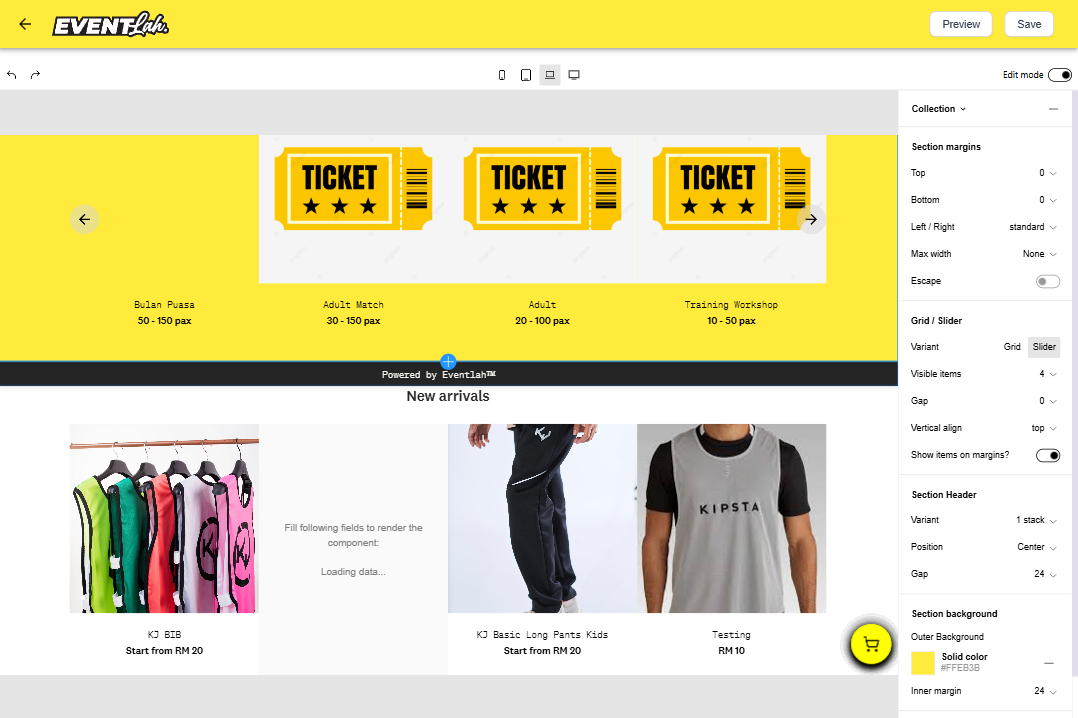 EVENTLah.
Preview
Save
Edit mode
Collection
Section margins
Top 0
Bottom 0
Left / Right standard
Max width None
Escape
Grid / Slider
Variant Grid Slider
Visible items 4
Gap 0
Vertical align top
Show items on margins?
Section Header
Variant 1 stack
Position Center
Gap 24
Section background
Outer Background
Solid color
#FFEB3B
Inner margin 24
TICKET
TICKET
TICKET
Bulan Puasa
50 - 150 pax
Adult Match
30 - 150 pax
Adult
20 - 100 pax
Training Workshop
10 - 50 pax
Powered by Eventlah™
New arrivals
Fill following fields to render the
component:
Loading data...
KIPSTA
KJ BIB
Start from RM 20
KJ Basic Long Pants Kids
Start from RM 20
Testing
RM 10